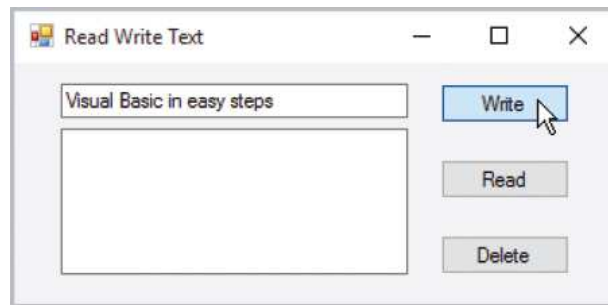 Read Write Text
Visual Basic in easy steps
Write
Read
Delete